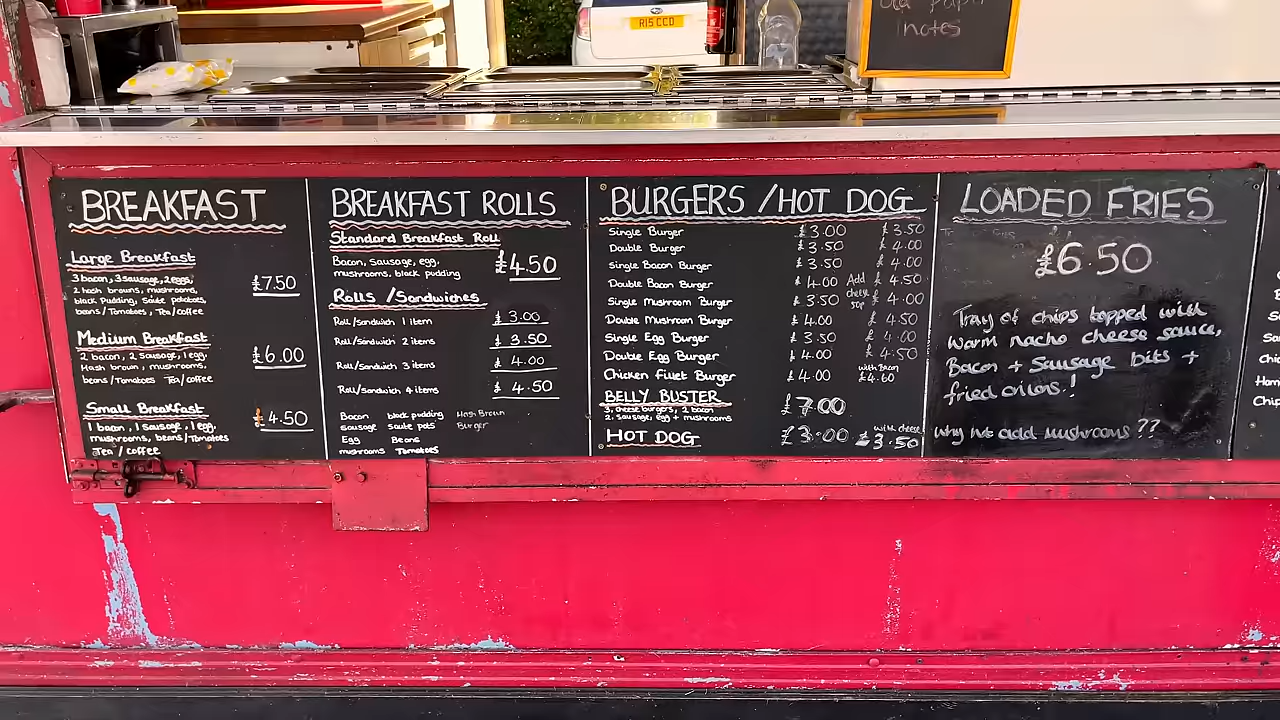 R15 CCD
Old paper
notes
BREAKFAST
Large Breakfast
3 bacon, 3 sausage, 2 eggs,
2 hash browns, mushrooms,
black Pudding, Saute potatoes,
beans/Tomatoes, Tea/coffee
£7.50
Medium Breakfast
2 bacon, 2 Sausage, 1 egg,
Hash brown, mushrooms,
beans/Tomatoes Tea/coffee
£6.00
Small Breakfast
1 bacon, 1 sausage, 1 egg,
mushrooms, beans/Tomatoes
Tea/coffee
£4.50
BREAKFAST ROLLS
Standard Breakfast Roll
Bacon, Sausage, egg,
mushrooms, black pudding
£4.50
Rolls/Sandwiches
Roll/Sandwich 1 item £3.00
Roll/Sandwich 2 items £3.50
Roll/Sandwich 3 items £4.00
Roll/Sandwich 4 items £4.50
Bacon black pudding Hash Brown
sausage saute pots Burger
Egg Beans
mushrooms Tomatoes
BURGERS/HOT DOG
Single Burger £3.00 £3.50
Double Burger £3.50 £4.00
Single Bacon Burger £3.50 £4.00
Double Bacon Burger £4.00 £4.50
Add
cheese
50p
Single Mushroom Burger £3.50 £4.00
Double Mushroom Burger £4.00 £4.50
Single Egg Burger £3.50 £4.00
Double Egg Burger £4.00 £4.50
Chicken Fillet Burger £4.00
with Bacon
£4.60
BELLY BUSTER
3, cheese burgers, 2 bacon
2. sausage, egg + mushrooms
£7.00
HOT DOG £3.00
with cheese
£3.50
LOADED FRIES
£6.50
Tray of chips topped with
warm nacho cheese sauce,
Bacon + Sausage bits +
fried onions!
Why not add mushrooms??